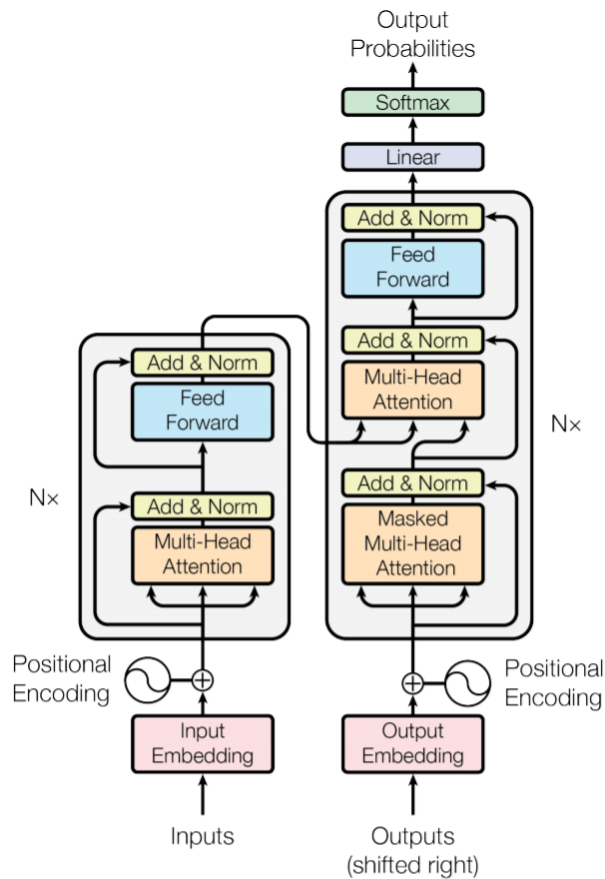 Output
Probabilities
Softmax
Linear
Add & Norm
Feed
Forward
Add & Norm
Multi-Head
Attention
Add & Norm
Masked
Multi-Head
Attention
Nx
Add & Norm
Feed
Forward
Add & Norm
Multi-Head
Attention
N×
Positional
Encoding
Positional
Encoding
Input
Embedding
Output
Embedding
Inputs
Outputs
(shifted right)